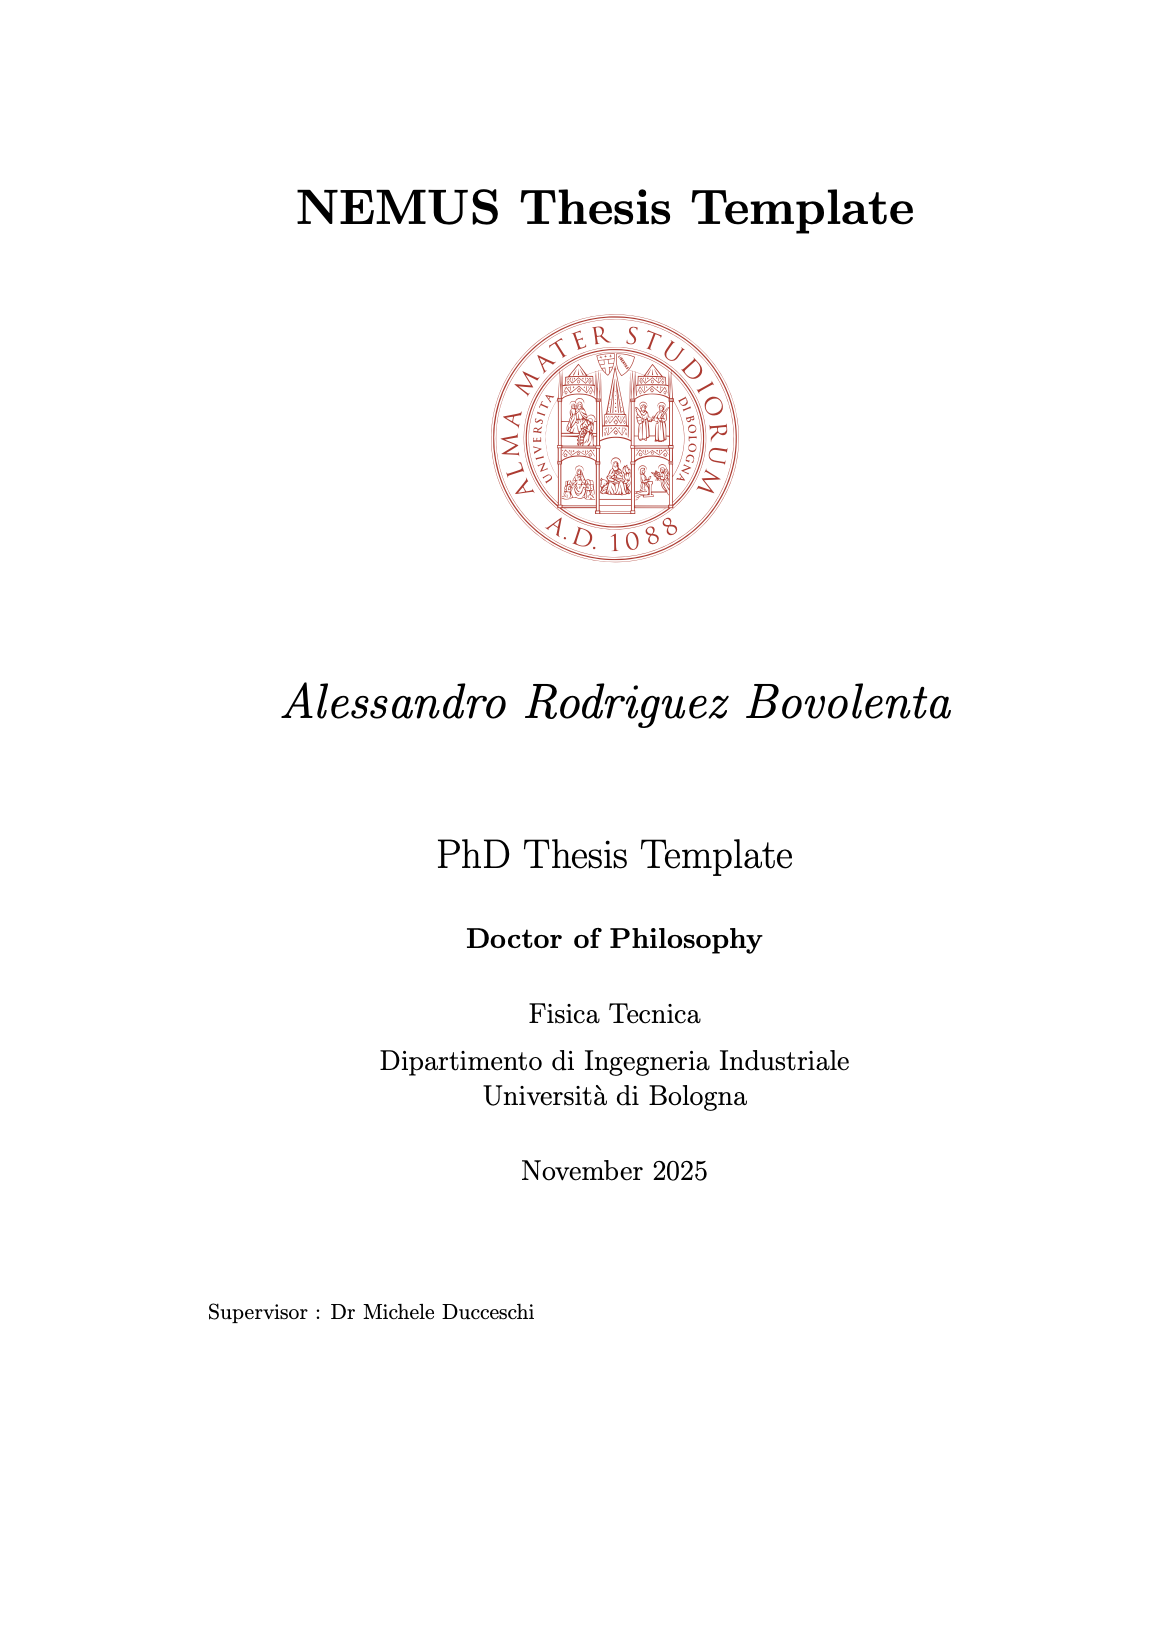 NEMUS Thesis Template
ALMA MATER STUDIORUM
UNIVERSITA
DI BOLOGNA
A.D. 1088
Alessandro Rodriguez Bovolenta
PhD Thesis Template
Doctor of Philosophy
Fisica Tecnica
Dipartimento di Ingegneria Industriale
Università di Bologna
November 2025
Supervisor : Dr Michele Ducceschi